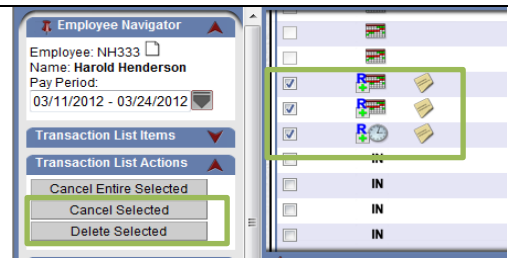 Employee Navigator
Employee: NH333
Name: Harold Henderson
Pay Period:
03/11/2012 - 03/24/2012
Transaction List Items
Transaction List Actions
Cancel Entire Selected
Cancel Selected
Delete Selected
R
R
R
IN
IN
IN
IN